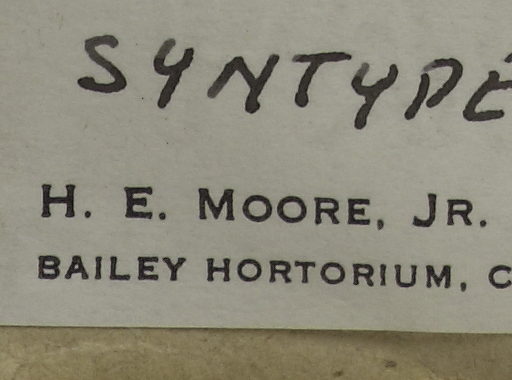 SYNTYPE
H. E. MOORE, JR.
BAILEY HORTORIUM, C